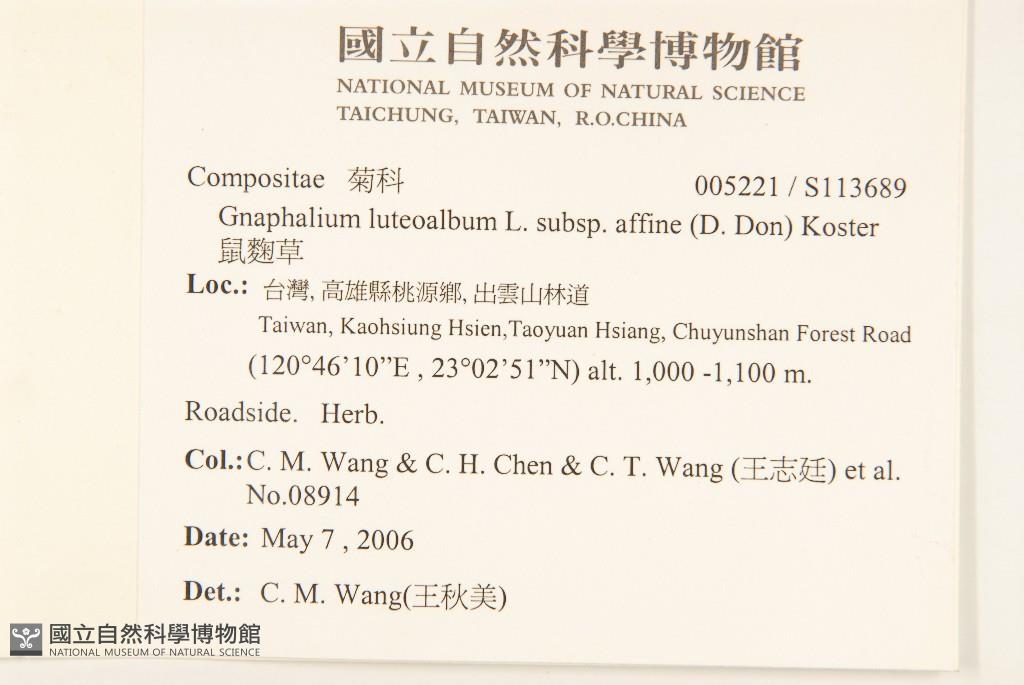 國立自然科學博物館
NATIONAL MUSEUM OF NATURAL SCIENCE
TAICHUNG, TAIWAN, R.O.CHINA
Compositae 菊科 005221 / S113689
Gnaphalium luteoalbum L. subsp. affine (D. Don) Koster
鼠麴草
Loc.: 台灣, 高雄縣桃源鄉, 出雲山林道
Taiwan, Kaohsiung Hsien,Taoyuan Hsiang, Chuyunshan Forest Road
(120°46’10”E , 23°02’51”N) alt. 1,000 -1,100 m.
Roadside. Herb.
Col.: C. M. Wang & C. H. Chen & C. T. Wang (王志廷) et al.
No.08914
Date: May 7 , 2006
Det.: C. M. Wang(王秋美)
國立自然科學博物館
NATIONAL MUSEUM OF NATURAL SCIENCE